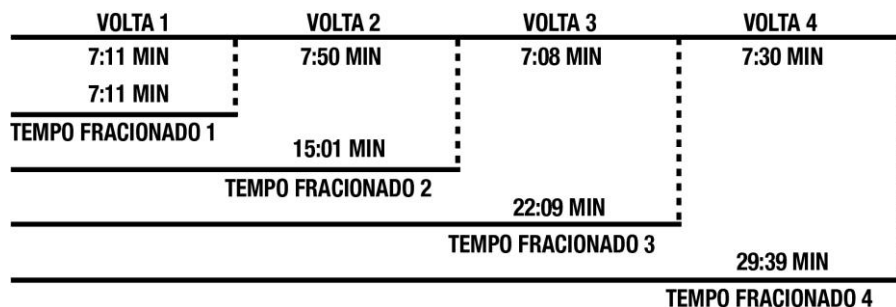 VOLTA 1 VOLTA 2 VOLTA 3 VOLTA 4
7:11 MIN 7:50 MIN 7:08 MIN 7:30 MIN
7:11 MIN
TEMPO FRACIONADO 1
15:01 MIN
TEMPO FRACIONADO 2
22:09 MIN
TEMPO FRACIONADO 3
29:39 MIN
TEMPO FRACIONADO 4